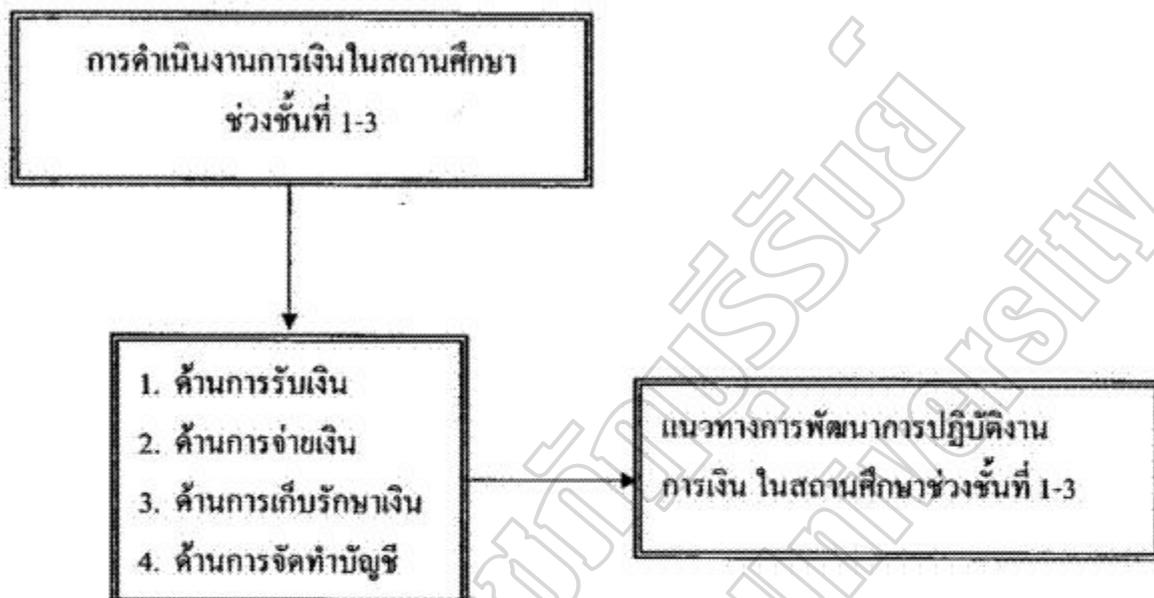 การดำเนินงานการเงินในสถานศึกษา
ช่วงชั้นที่ 1-3
1. ด้านการรับเงิน
2. ด้านการจ่ายเงิน
3. ด้านการเก็บรักษาเงิน
4. ด้านการจัดทำบัญชี
แนวทางการพัฒนาการปฏิบัติงาน
การเงิน ในสถานศึกษาช่วงชั้นที่ 1-3
University